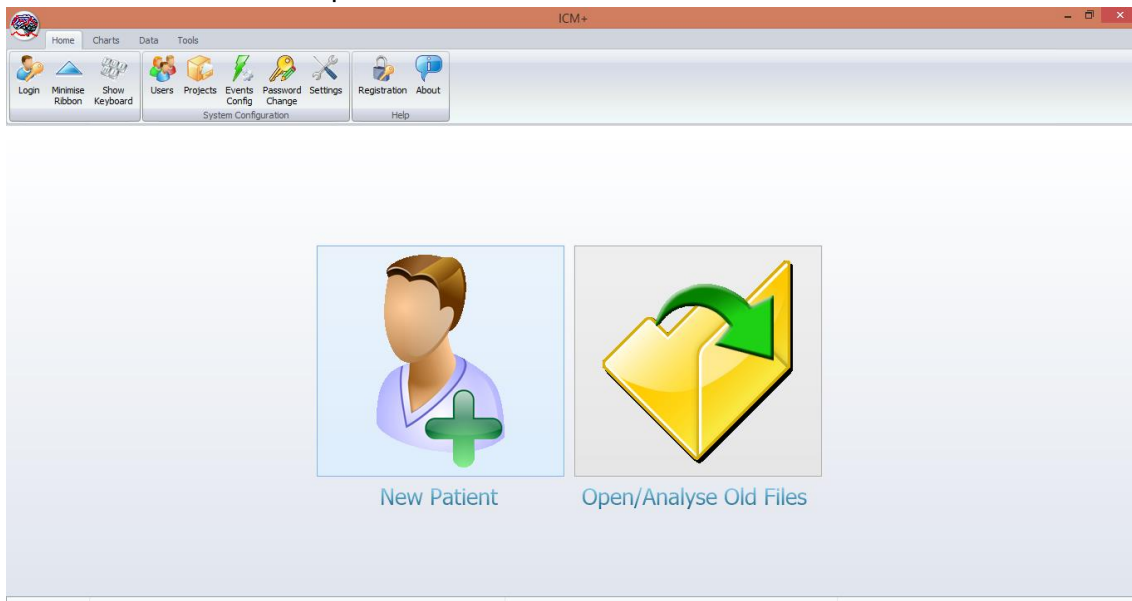 ICM+
Home Charts Data Tools
Login Minimise Ribbon Show Keyboard Users Projects Events Config Password Change Settings Registration About
System Configuration Help
New Patient Open/Analyse Old Files